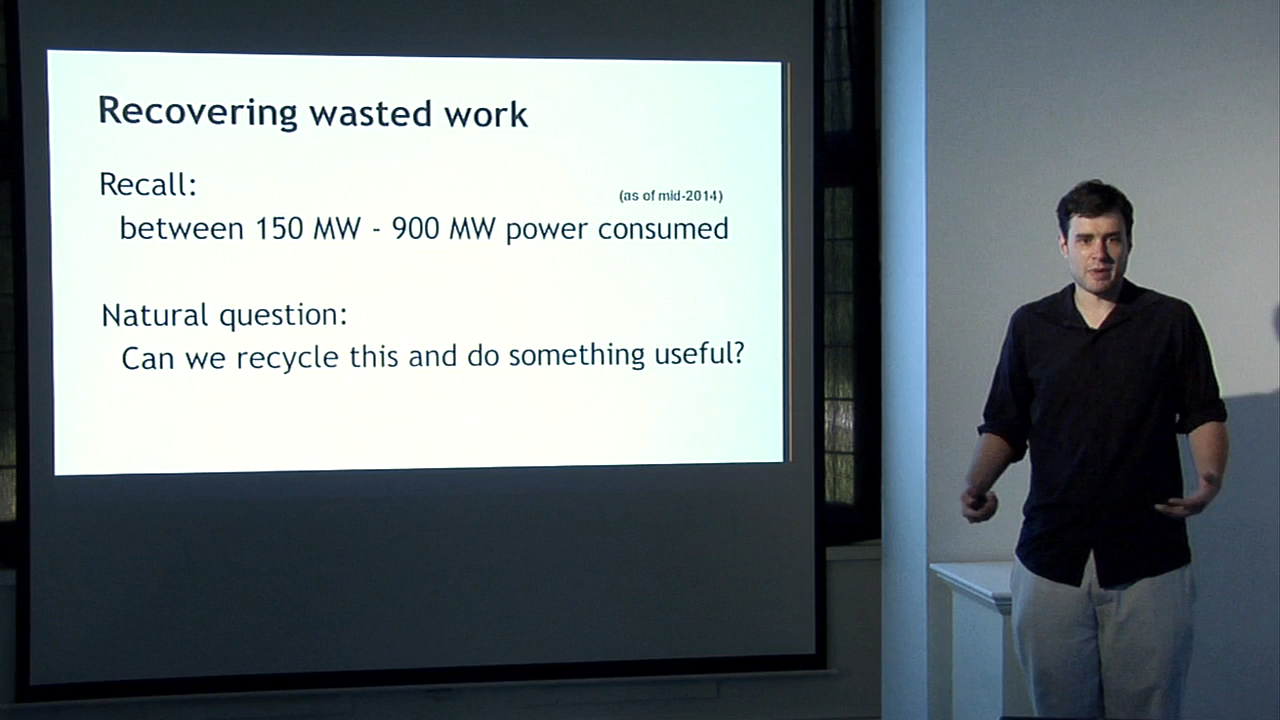 Recovering wasted work
Recall:
(as of mid-2014)
between 150 MW - 900 MW power consumed
Natural question:
Can we recycle this and do something useful?